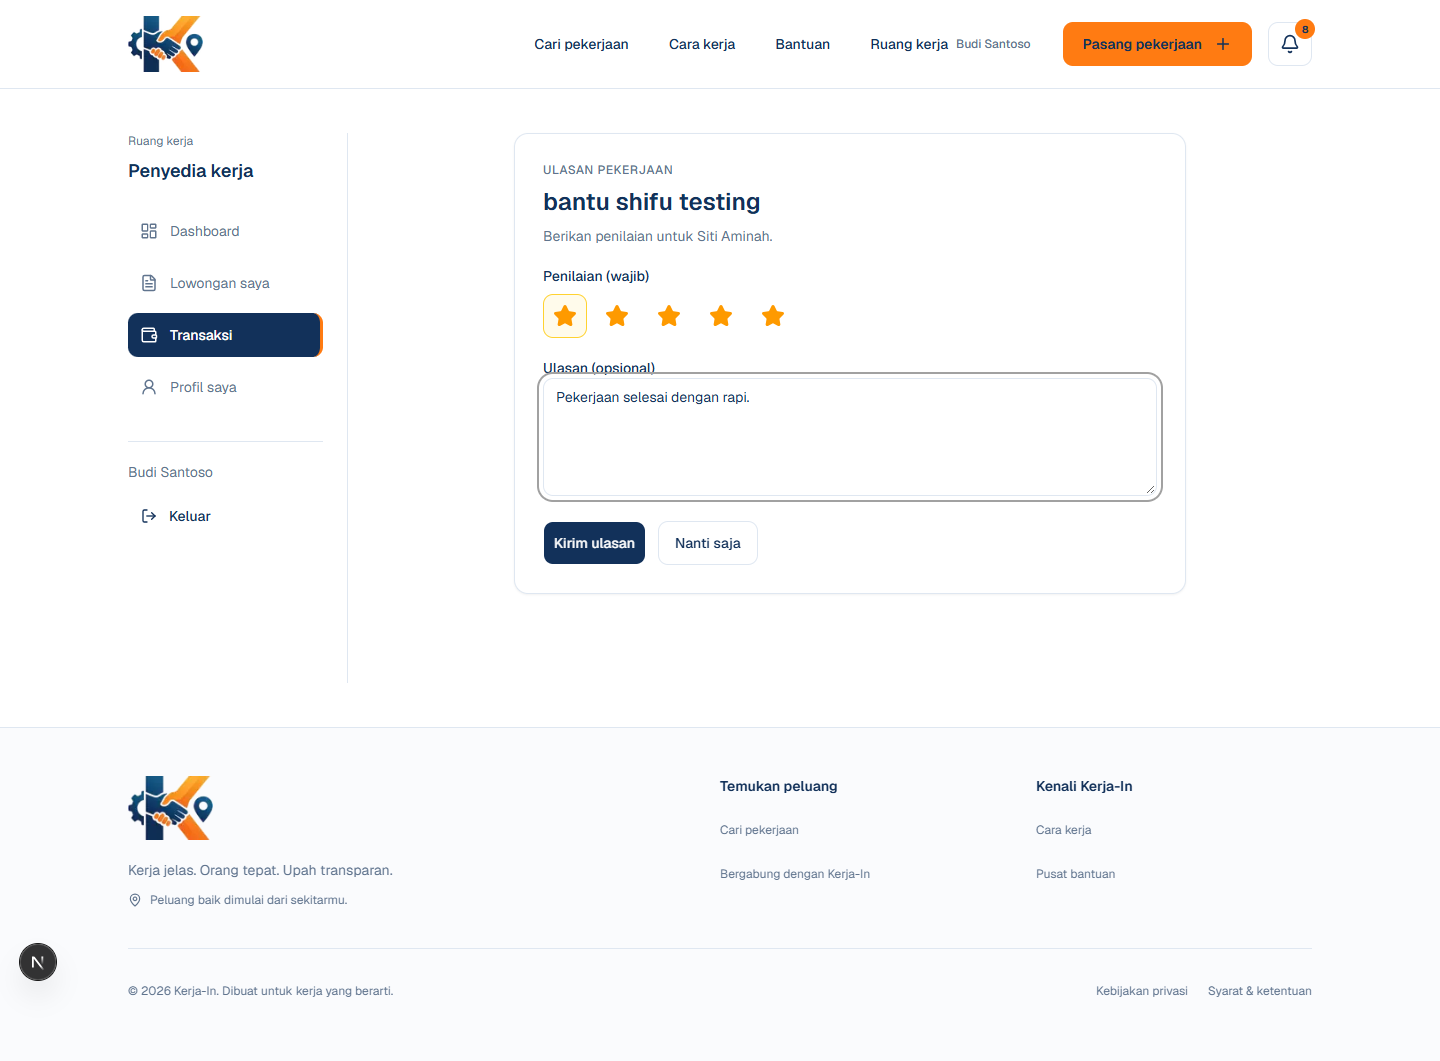 Cari pekerjaan
Cara kerja
Bantuan
Ruang kerja Budi Santoso
Pasang pekerjaan
8
Ruang kerja
Penyedia kerja
Dashboard
Lowongan saya
Transaksi
Profil saya
Budi Santoso
Keluar
ULASAN PEKERJAAN
bantu shifu testing
Berikan penilaian untuk Siti Aminah.
Penilaian (wajib)
Ulasan (opsional)
Pekerjaan selesai dengan rapi.
Kirim ulasan
Nanti saja
Kerja jelas. Orang tepat. Upah transparan.
Peluang baik dimulai dari sekitarmu.
Temukan peluang
Cari pekerjaan
Bergabung dengan Kerja-In
Kenali Kerja-In
Cara kerja
Pusat bantuan
N
© 2026 Kerja-In. Dibuat untuk kerja yang berarti.
Kebijakan privasi
Syarat & ketentuan